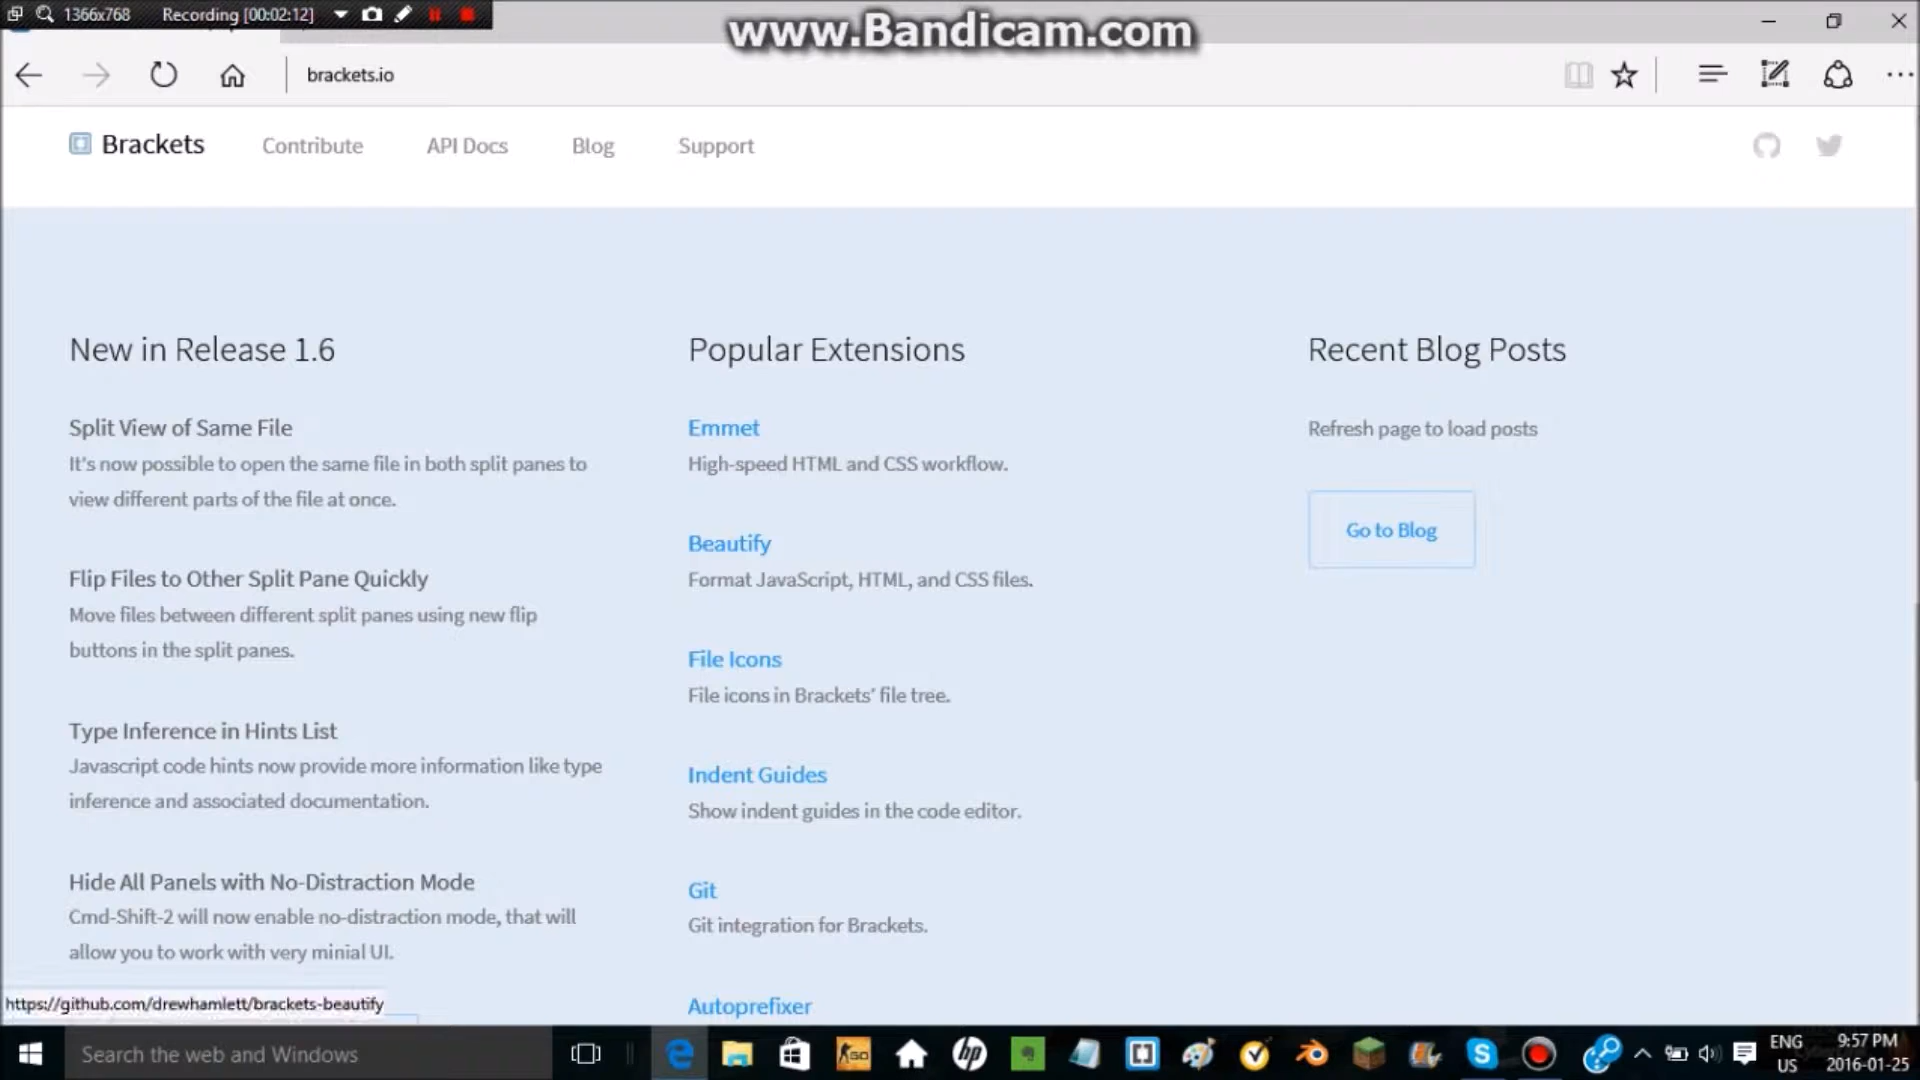 1366x768 Recording [00:02:12]
www.Bandicam.com
brackets.io
Brackets Contribute API Docs Blog Support
New in Release 1.6
Split View of Same File
It's now possible to open the same file in both split panes to
view different parts of the file at once.
Flip Files to Other Split Pane Quickly
Move files between different split panes using new flip
buttons in the split panes.
Type Inference in Hints List
Javascript code hints now provide more information like type
inference and associated documentation.
Hide All Panels with No-Distraction Mode
Cmd-Shift-2 will now enable no-distraction mode, that will
allow you to work with very minial UI.
Popular Extensions
Emmet
High-speed HTML and CSS workflow.
Beautify
Format JavaScript, HTML, and CSS files.
File Icons
File icons in Brackets' file tree.
Indent Guides
Show indent guides in the code editor.
Git
Git integration for Brackets.
Autoprefixer
Recent Blog Posts
Refresh page to load posts
Go to Blog
https://github.com/drewhamlett/brackets-beautify
Search the web and Windows
GO
hp
ENG
US
9:57 PM
2016-01-25